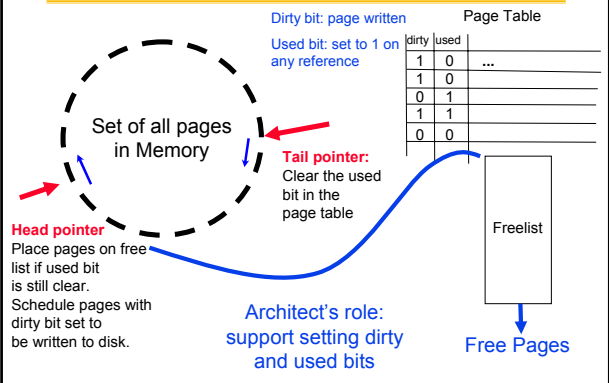 Dirty bit: page written
Used bit: set to 1 on
any reference
Page Table
dirty used
1 0 ...
1 0
0 1
1 1
0 0
Set of all pages
in Memory
Tail pointer:
Clear the used
bit in the
page table
Head pointer
Place pages on free
list if used bit
is still clear.
Schedule pages with
dirty bit set to
be written to disk.
Freelist
Architect's role:
support setting dirty
and used bits
Free Pages